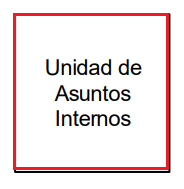 Unidad de
Asuntos
Internos